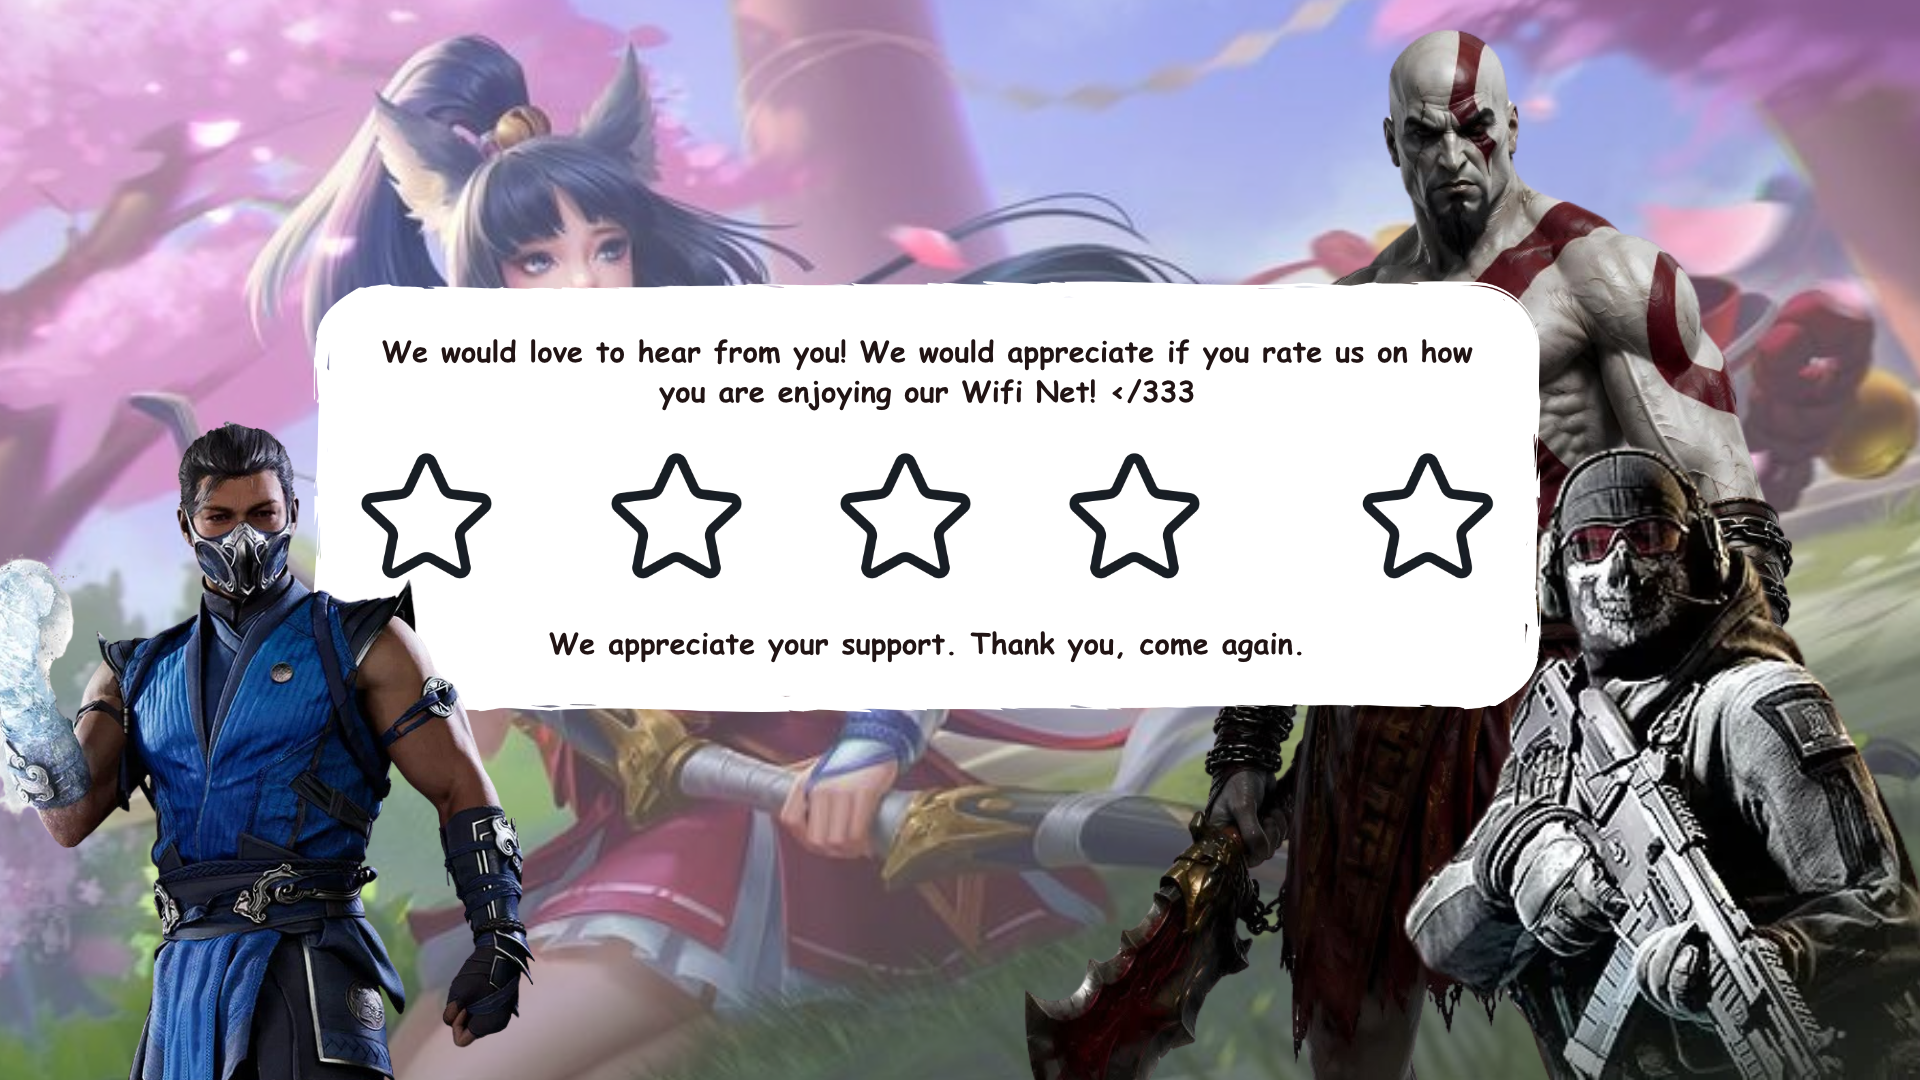 We would love to hear from you! We would appreciate if you rate us on how
you are enjoying our Wifi Net! </333
We appreciate your support. Thank you, come again.